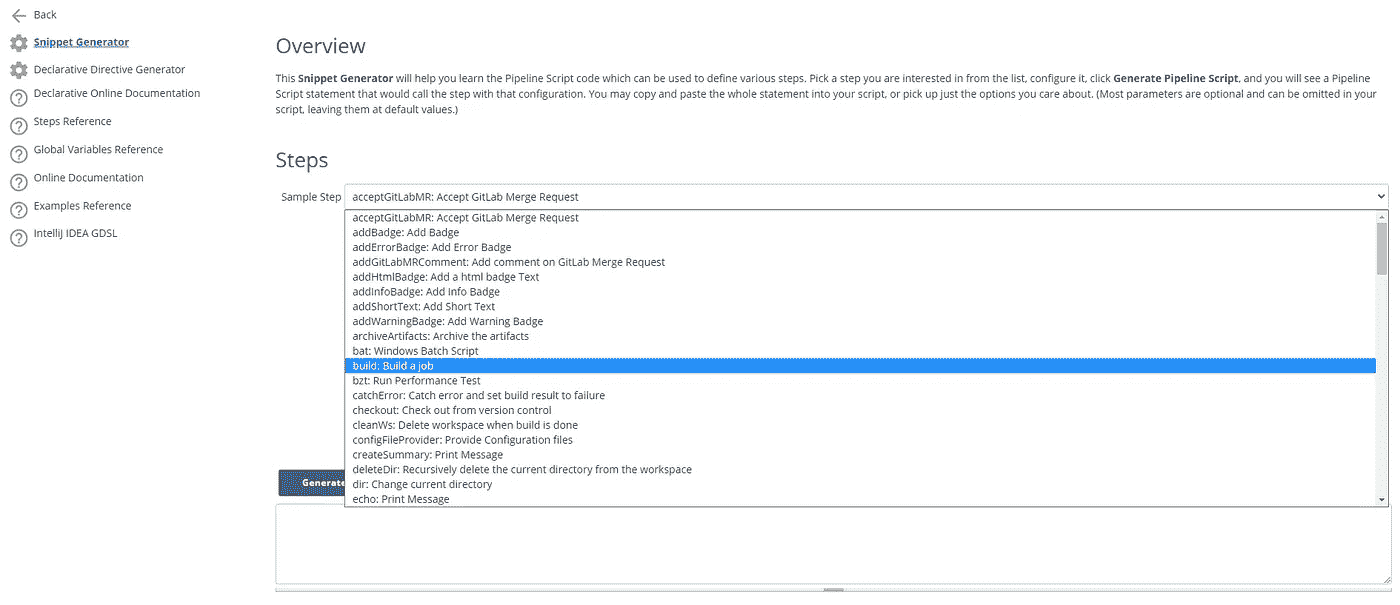 Back
Snippet Generator
Declarative Directive Generator
Declarative Online Documentation
Steps Reference
Global Variables Reference
Online Documentation
Examples Reference
IntelliJ IDEA GDSL
Overview
This Snippet Generator will help you learn the Pipeline Script code which can be used to define various steps. Pick a step you are interested in from the list, configure it, click Generate Pipeline Script, and you will see a Pipeline
Script statement that would call the step with that configuration. You may copy and paste the whole statement into your script, or pick up just the options you care about. (Most parameters are optional and can be omitted in your
script, leaving them at default values.)
Steps
Sample Step acceptGitLabMR: Accept GitLab Merge Request
acceptGitLabMR: Accept GitLab Merge Request
addBadge: Add Badge
addErrorBadge: Add Error Badge
addGitLabMRComment: Add comment on GitLab Merge Request
addHtmlBadge: Add a html badge Text
addInfoBadge: Add Info Badge
addShortText: Add Short Text
addWarningBadge: Add Warning Badge
archiveArtifacts: Archive the artifacts
bat: Windows Batch Script
build: Build a job
bzt: Run Performance Test
catchError: Catch error and set build result to failure
checkout: Check out from version control
cleanWs: Delete workspace when build is done
configFileProvider: Provide Configuration files
createSummary: Print Message
deleteDir: Recursively delete the current directory from the workspace
dir: Change current directory
echo: Print Message
Generate